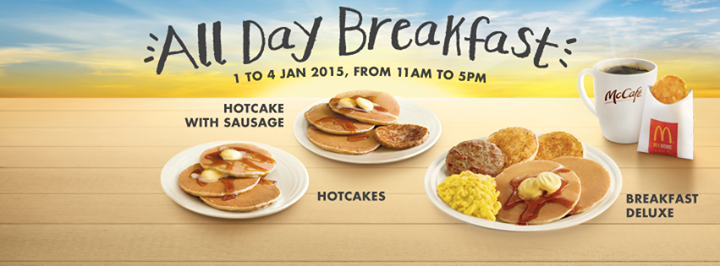 All Day Breakfast
1 TO 4 JAN 2015, FROM 11AM TO 5PM
HOTCAKE
WITH SAUSAGE
HOTCAKES
BREAKFAST
DELUXE
McCafé
M